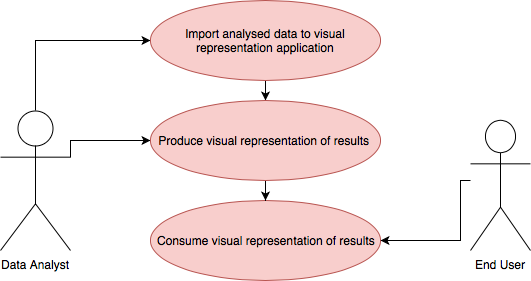 Import analysed data to visual
representation application
Produce visual representation of results
Consume visual representation of results
Data Analyst
End User